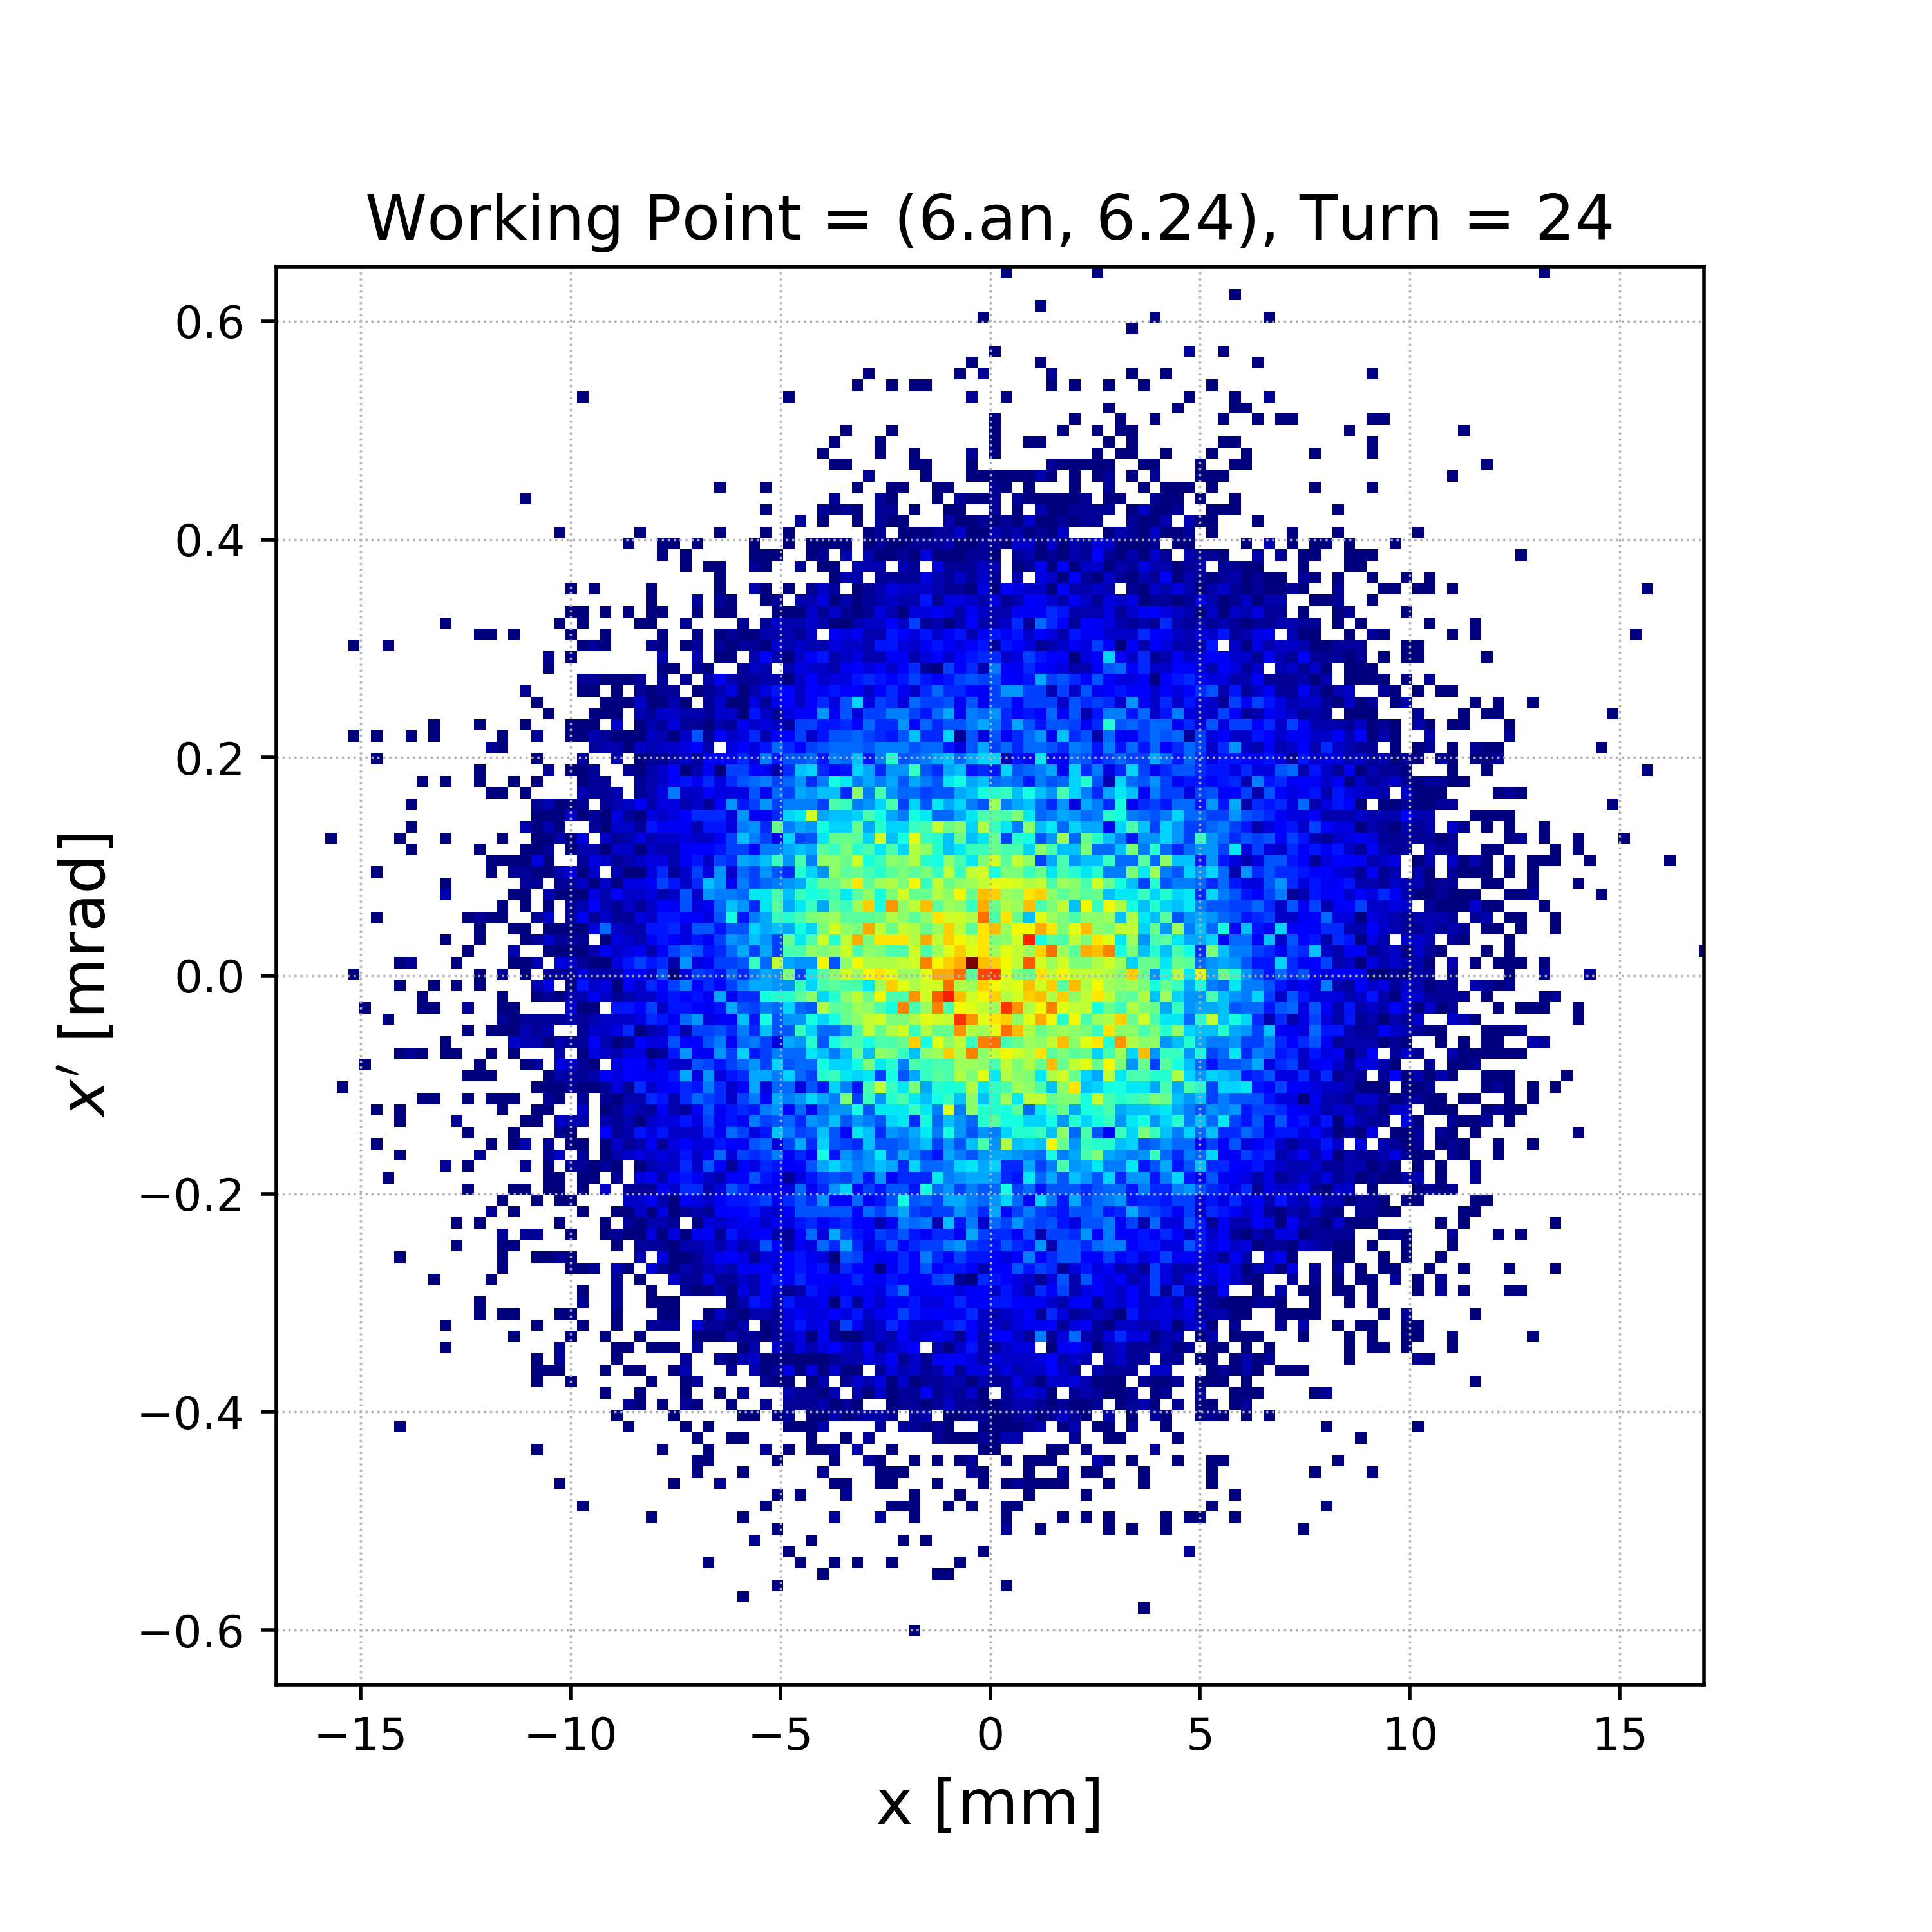 Working Point = (6.an, 6.24), Turn = 24
0.6
0.4
0.2
0.0
−0.2
−0.4
−0.6
x′ [mrad]
−15 −10 −5 0 5 10 15
x [mm]